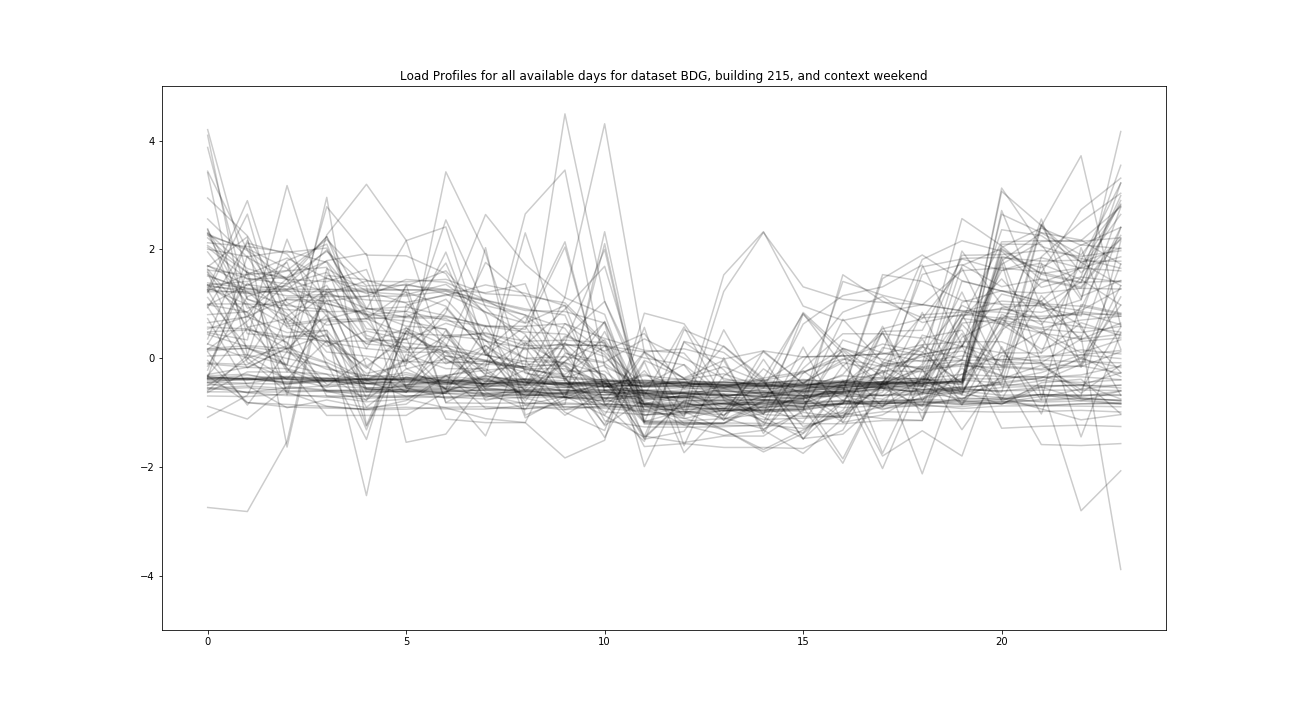 Load Profiles for all available days for dataset BDG, building 215, and context weekend
4
2
0
−2
−4
0 5 10 15 20